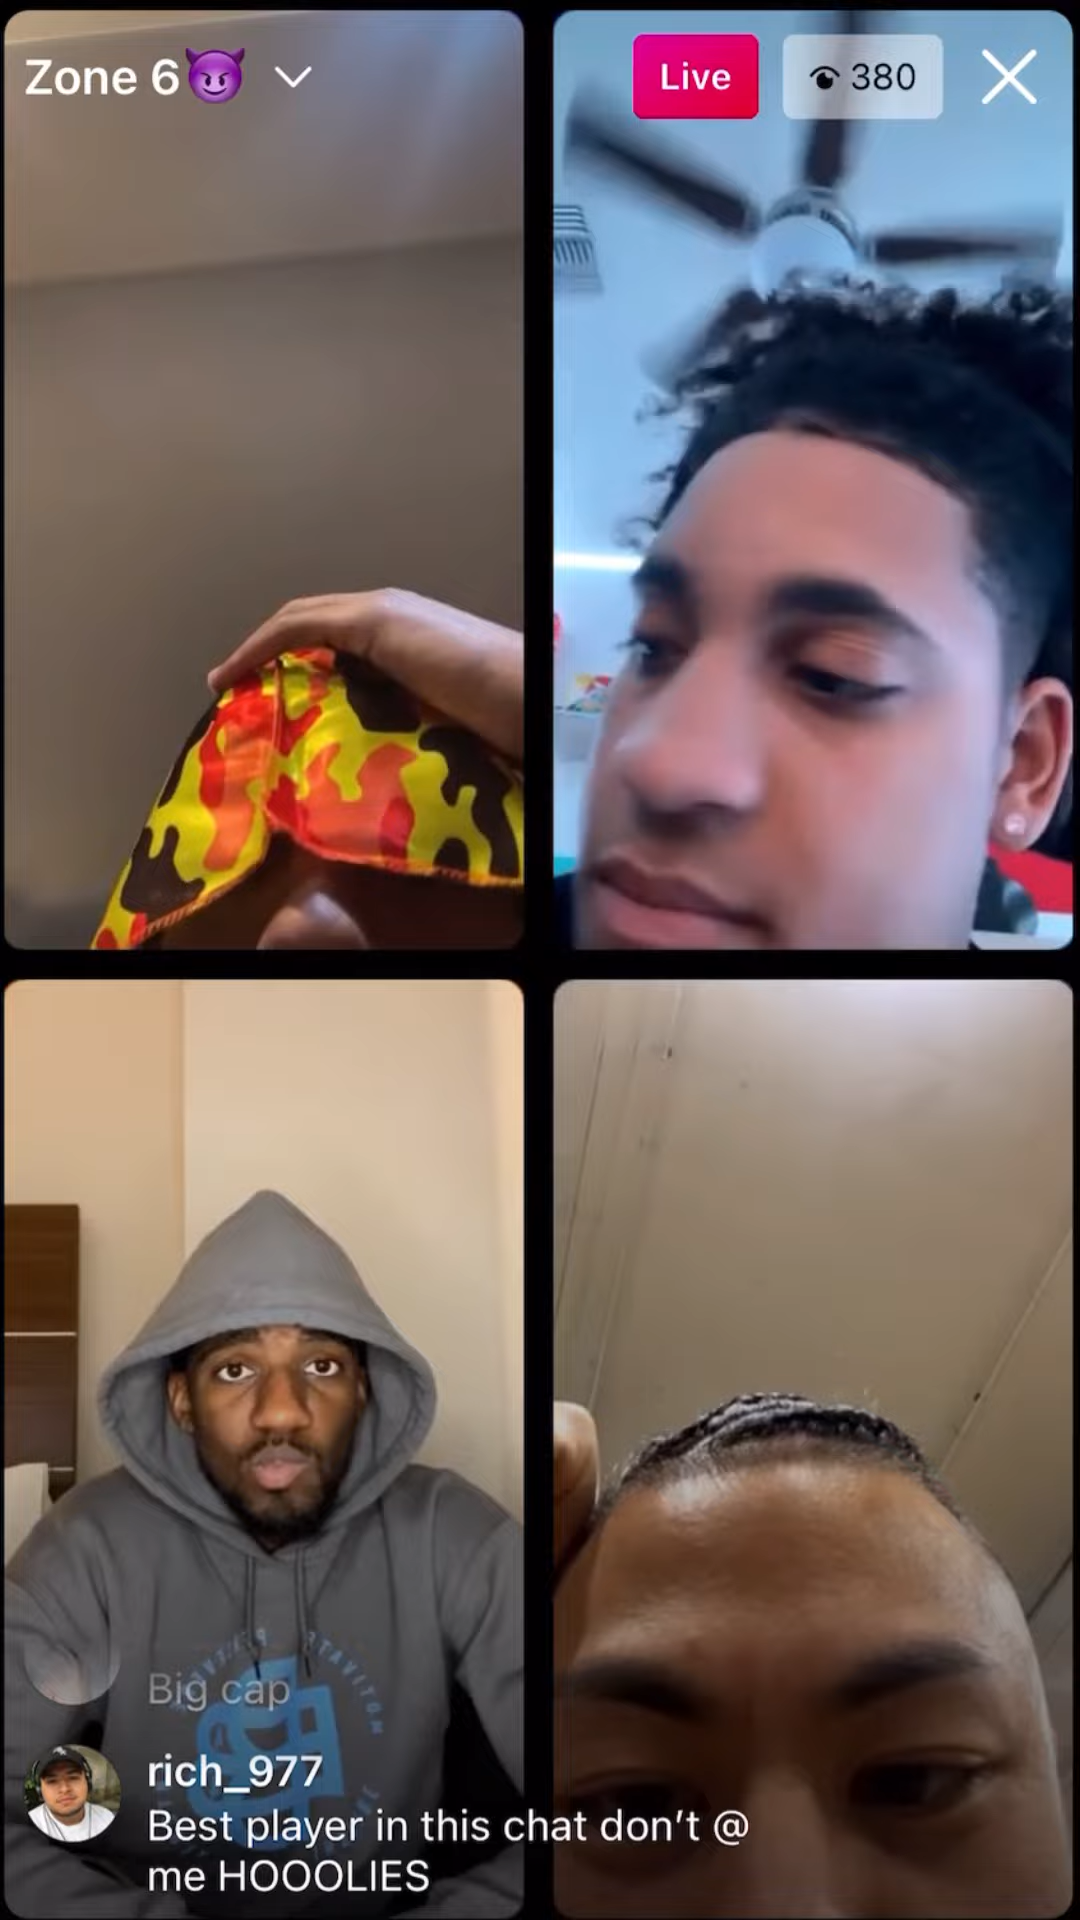 Zone 6😈
Live
380
Big cap
rich_977
Best player in this chat don't @
me HOOOLIES